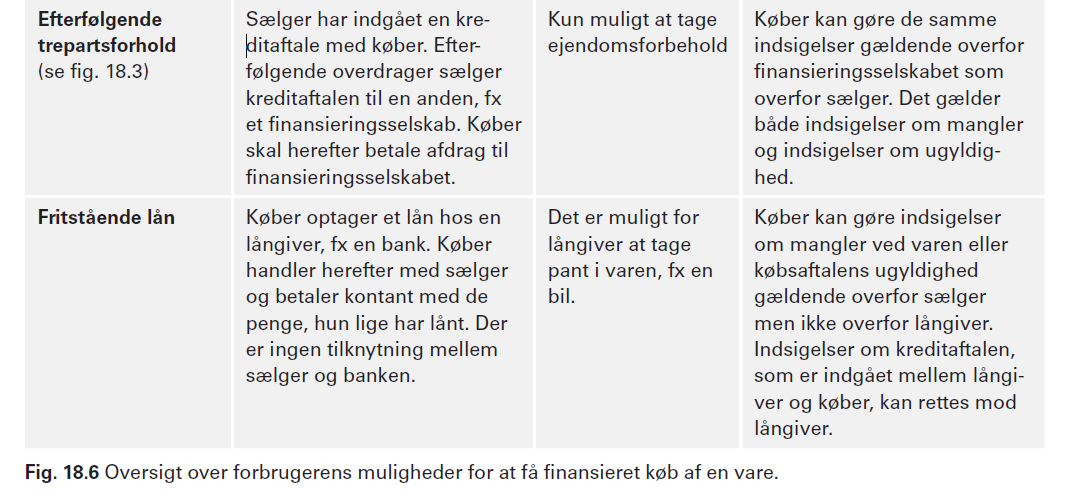 Efterfølgende
trepartsforhold
(se fig. 18.3)
Sælger har indgået en kre-
ditaftale med køber. Efter-
følgende overdrager sælger
kreditaftalen til en anden, fx
et finansieringsselskab. Køber
skal herefter betale afdrag til
finansieringsselskabet.
Kun muligt at tage
ejendomsforbehold
Køber kan gøre de samme
indsigelser gældende overfor
finansieringsselskabet som
overfor sælger. Det gælder
både indsigelser om mangler
og indsigelser om ugyldig-
hed.
Fritstående lån
Køber optager et lån hos en
långiver, fx en bank. Køber
handler herefter med sælger
og betaler kontant med de
penge, hun lige har lånt. Der
er ingen tilknytning mellem
sælger og banken.
Det er muligt for
långiver at tage
pant i varen, fx en
bil.
Køber kan gøre indsigelser
om mangler ved varen eller
købsaftalens ugyldighed
gældende overfor sælger
men ikke overfor långiver.
Indsigelser om kreditaftalen,
som er indgået mellem långi-
ver og køber, kan rettes mod
långiver.
Fig. 18.6 Oversigt over forbrugerens muligheder for at få finansieret køb af en vare.